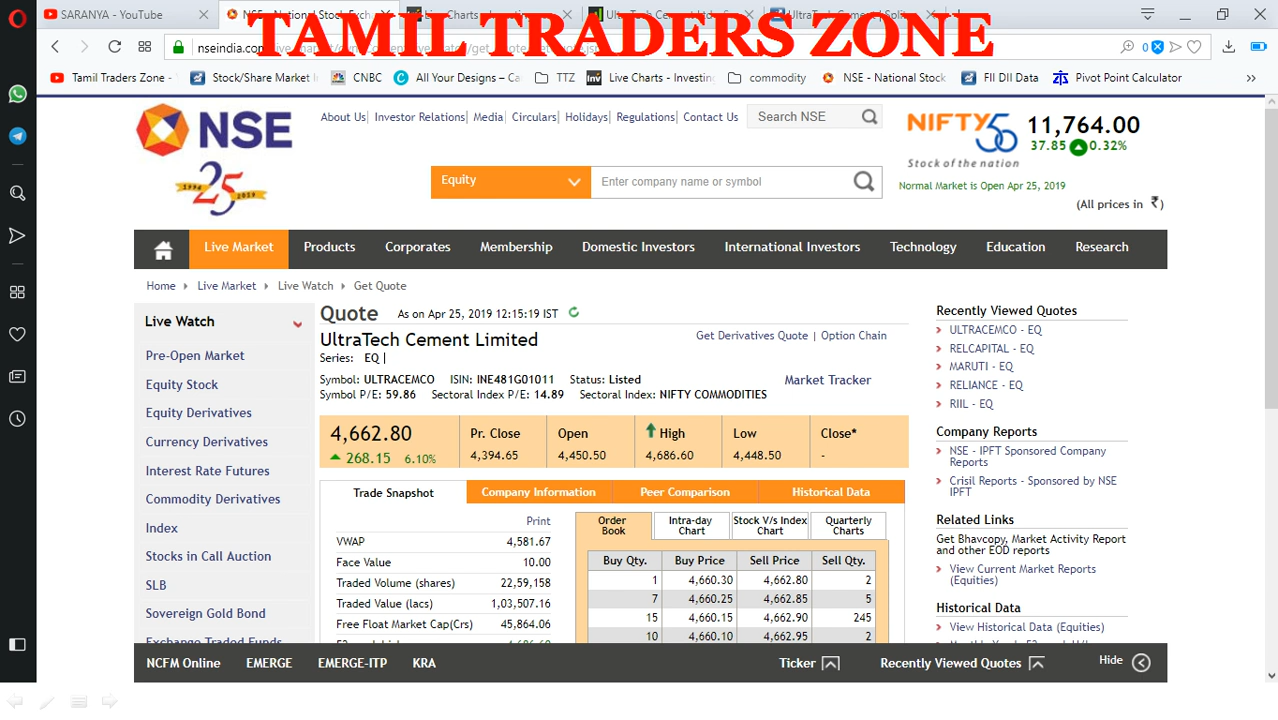 SARANYA - YouTube
NSE - National Stock Exch
Live Charts - Investing
TAMIL TRADERS ZONE
nseindia.com
0
Tamil Traders Zone -
Stock/Share Market I
CNBC
All Your Designs – Ca
TTZ
Live Charts - Investing
commodity
NSE - National Stock
FII DII Data
Pivot Point Calculator
NSE
25
1994
2019
About Us| Investor Relations| Media| Circulars| Holidays| Regulations| Contact Us
Search NSE
Equity
Enter company name or symbol
NIFTY50
Stock of the nation
11,764.00
37.85 0.32%
Normal Market is Open Apr 25, 2019
(All prices in ₹)
Live Market Products Corporates Membership Domestic Investors International Investors Technology Education Research
Home Live Market Live Watch Get Quote
Live Watch
Pre-Open Market
Equity Stock
Equity Derivatives
Currency Derivatives
Interest Rate Futures
Commodity Derivatives
Index
Stocks in Call Auction
SLB
Sovereign Gold Bond
Exchange Traded Funds
Quote As on Apr 25, 2019 12:15:19 IST
UltraTech Cement Limited
Get Derivatives Quote | Option Chain
Series: EQ |
Symbol: ULTRACEMCO ISIN: INE481G01011 Status: Listed
Market Tracker
Symbol P/E: 59.86 Sectoral Index P/E: 14.89 Sectoral Index: NIFTY COMMODITIES
4,662.80 Pr. Close Open High Low Close*
268.15 6.10% 4,394.65 4,450.50 4,686.60 4,448.50 -
Trade Snapshot Company Information Peer Comparison Historical Data
Print
VWAP 4,581.67
Face Value 10.00
Traded Volume (shares) 22,59,158
Traded Value (lacs) 1,03,507.16
Free Float Market Cap(Crs) 45,864.06
Order Book
Intra-day Chart
Stock V/s Index Chart
Quarterly Charts
Buy Qty. Buy Price Sell Price Sell Qty.
1 4,660.30 4,662.80 2
7 4,660.25 4,662.85 5
15 4,660.15 4,662.90 245
10 4,660.10 4,662.95 2
Recently Viewed Quotes
ULTRACEMCO - EQ
RELCAPITAL - EQ
MARUTI - EQ
RELIANCE - EQ
RIIL - EQ
Company Reports
NSE - IPFT Sponsored Company
Reports
Crisil Reports - Sponsored by NSE
IPFT
Related Links
Get Bhavcopy, Market Activity Report
and other EOD reports
View Current Market Reports
(Equities)
Historical Data
View Historical Data (Equities)
NCFM Online EMERGE EMERGE-ITP KRA Ticker Recently Viewed Quotes Hide